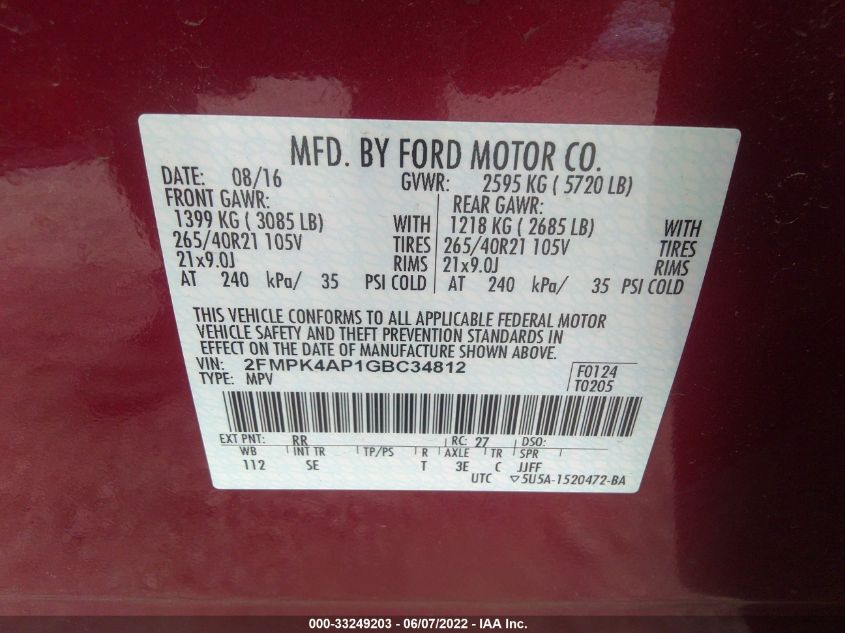 MFD. BY FORD MOTOR CO.
DATE: 08/16 GVWR: 2595 KG ( 5720 LB)
FRONT GAWR: REAR GAWR:
1399 KG ( 3085 LB) WITH 1218 KG ( 2685 LB) WITH
265/40R21 105V TIRES 265/40R21 105V TIRES
21x9.0J RIMS 21x9.0J RIMS
AT 240 kPa/ 35 PSI COLD AT 240 kPa/ 35 PSI COLD
THIS VEHICLE CONFORMS TO ALL APPLICABLE FEDERAL MOTOR
VEHICLE SAFETY AND THEFT PREVENTION STANDARDS
IN EFFECT ON THE DATE OF MANUFACTURE SHOWN ABOVE.
VIN: 2FMPK4AP1GBC34812 F0124
TYPE: MPV T0205
EXT PNT: RR RC: 27 DSO:
WB INT TR TP/PS R AXLE TR SPR
112 SE T 3E C JJFF
UTC ▽5U5A-1520472-BA
000-33249203 - 06/07/2022 - IAA Inc.